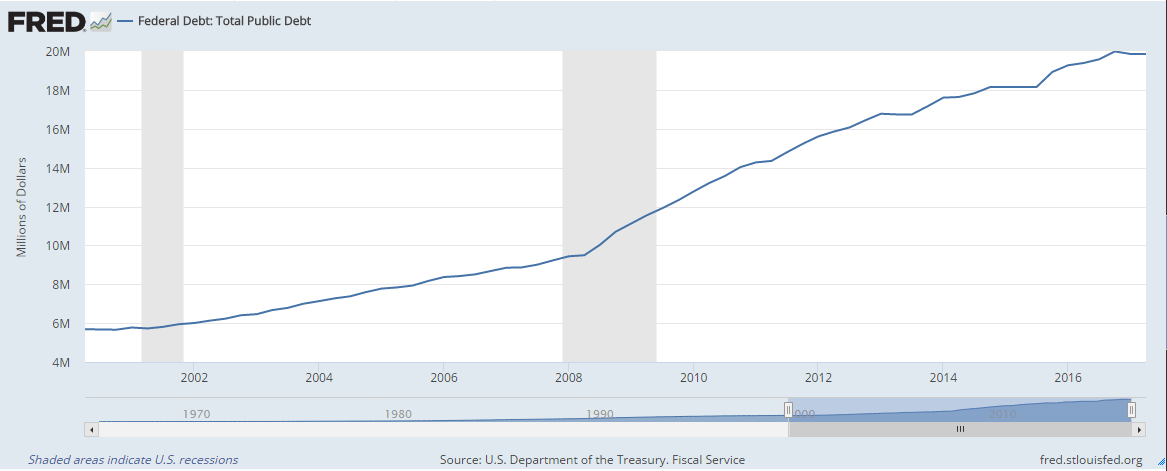 FRED
Federal Debt: Total Public Debt
20M
18M
16M
14M
12M
10M
8M
6M
4M
Millions of Dollars
2002 2004 2006 2008 2010 2012 2014 2016
1970 1980 1990 000 2010
Shaded areas indicate U.S. recessions
Source: U.S. Department of the Treasury. Fiscal Service
fred.stlouisfed.org